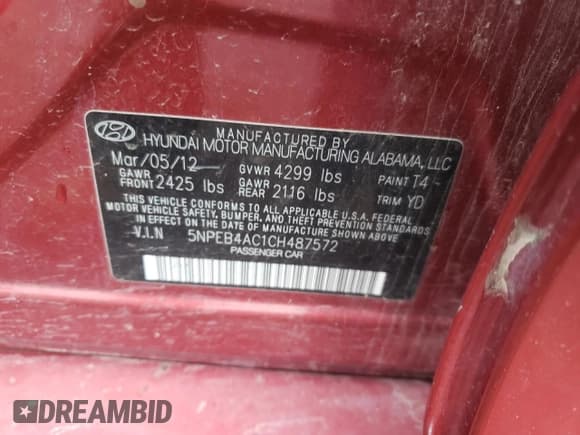 MANUFACTURED BY
HYUNDAI MOTOR MANUFACTURING ALABAMA, LLC
Mar/05/12 GVWR 4299 lbs PAINT T4
GAWR FRONT 2425 lbs GAWR REAR 2116 lbs TRIM YD
THIS VEHICLE CONFORMS TO ALL APPLICABLE U.S.A. FEDERAL
MOTOR VEHICLE SAFETY, BUMPER, AND THEFT PREVENTION STANDARDS
IN EFFECT ON THE DATE OF MANUFACTURE SHOWN ABOVE.
V.I.N 5NPEB4AC1CH487572
PASSENGER CAR
DREAMBID